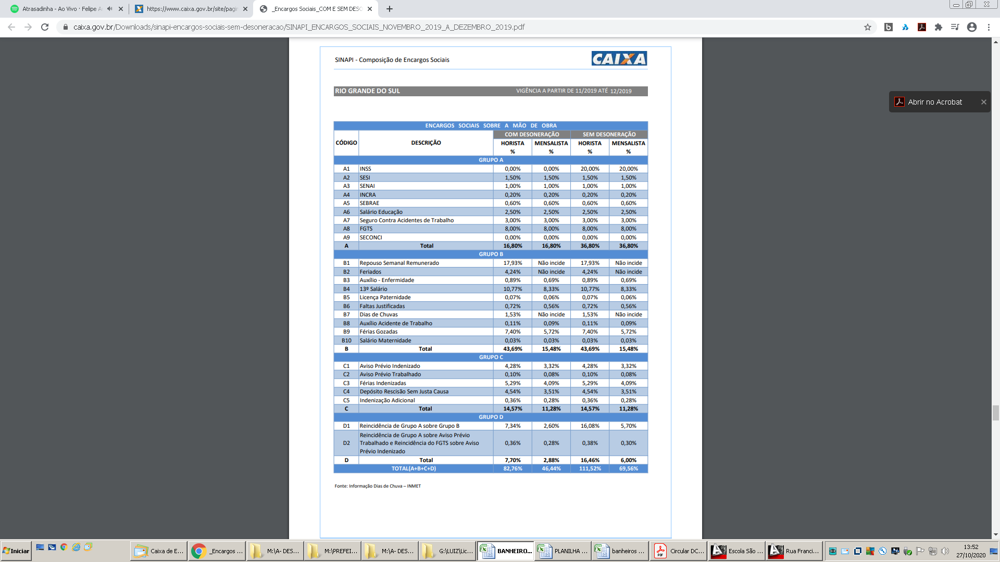 Atrasadinha - Ao Vivo · Felipe A
https://www.caixa.gov.br/site/pagin
_Encargos Sociais_COM E SEM DESO
caixa.gov.br/Downloads/sinapi-encargos-sociais-sem-desoneracao/SINAPI_ENCARGOS_SOCIAIS_NOVEMBRO_2019_A_DEZEMBRO_2019.pdf
SINAPI - Composição de Encargos Sociais
CAIXA
RIO GRANDE DO SUL VIGÊNCIA A PARTIR DE 11/2019 ATÉ 12/2019
Abrir no Acrobat
ENCARGOS SOCIAIS SOBRE A MÃO DE OBRA
CÓDIGO DESCRIÇÃO COM DESONERAÇÃO SEM DESONERAÇÃO
HORISTA MENSALISTA HORISTA MENSALISTA
% % % %
GRUPO A
A1 INSS 0,00% 0,00% 20,00% 20,00%
A2 SESI 1,50% 1,50% 1,50% 1,50%
A3 SENAI 1,00% 1,00% 1,00% 1,00%
A4 INCRA 0,20% 0,20% 0,20% 0,20%
A5 SEBRAE 0,60% 0,60% 0,60% 0,60%
A6 Salário Educação 2,50% 2,50% 2,50% 2,50%
A7 Seguro Contra Acidentes de Trabalho 3,00% 3,00% 3,00% 3,00%
A8 FGTS 8,00% 8,00% 8,00% 8,00%
A9 SECONCI 0,00% 0,00% 0,00% 0,00%
A Total 16,80% 16,80% 36,80% 36,80%
GRUPO B
B1 Repouso Semanal Remunerado 17,93% Não incide 17,93% Não incide
B2 Feriados 4,24% Não incide 4,24% Não incide
B3 Auxílio - Enfermidade 0,89% 0,69% 0,89% 0,69%
B4 13º Salário 10,77% 8,33% 10,77% 8,33%
B5 Licença Paternidade 0,07% 0,06% 0,07% 0,06%
B6 Faltas Justificadas 0,72% 0,56% 0,72% 0,56%
B7 Dias de Chuvas 1,53% Não incide 1,53% Não incide
B8 Auxílio Acidente de Trabalho 0,11% 0,09% 0,11% 0,09%
B9 Férias Gozadas 7,40% 5,72% 7,40% 5,72%
B10 Salário Maternidade 0,03% 0,03% 0,03% 0,03%
B Total 43,69% 15,48% 43,69% 15,48%
GRUPO C
C1 Aviso Prévio Indenizado 4,28% 3,32% 4,28% 3,32%
C2 Aviso Prévio Trabalhado 0,10% 0,08% 0,10% 0,08%
C3 Férias Indenizadas 5,29% 4,09% 5,29% 4,09%
C4 Depósito Rescisão Sem Justa Causa 4,54% 3,51% 4,54% 3,51%
C5 Indenização Adicional 0,36% 0,28% 0,36% 0,28%
C Total 14,57% 11,28% 14,57% 11,28%
GRUPO D
D1 Reincidência de Grupo A sobre Grupo B 7,34% 2,60% 16,08% 5,70%
Reincidência de Grupo A sobre Aviso Prévio
D2 Trabalhado e Reincidência do FGTS sobre Aviso 0,36% 0,28% 0,38% 0,30%
Prévio Indenizado
D Total 7,70% 2,88% 16,46% 6,00%
TOTAL(A+B+C+D) 82,76% 46,44% 111,52% 69,56%
Fonte: Informação Dias de Chuva – INMET
Iniciar
Caixa de E...
_Encargos ...
M:\A- DES...
M:\PREFEI...
M:\A- DES...
G:\LUIZ\Lic...
BANHEIRO...
PLANILHA ...
banheiros ...
Circular DC...
Escola São ...
Rua Franci...
13:52
27/10/2020